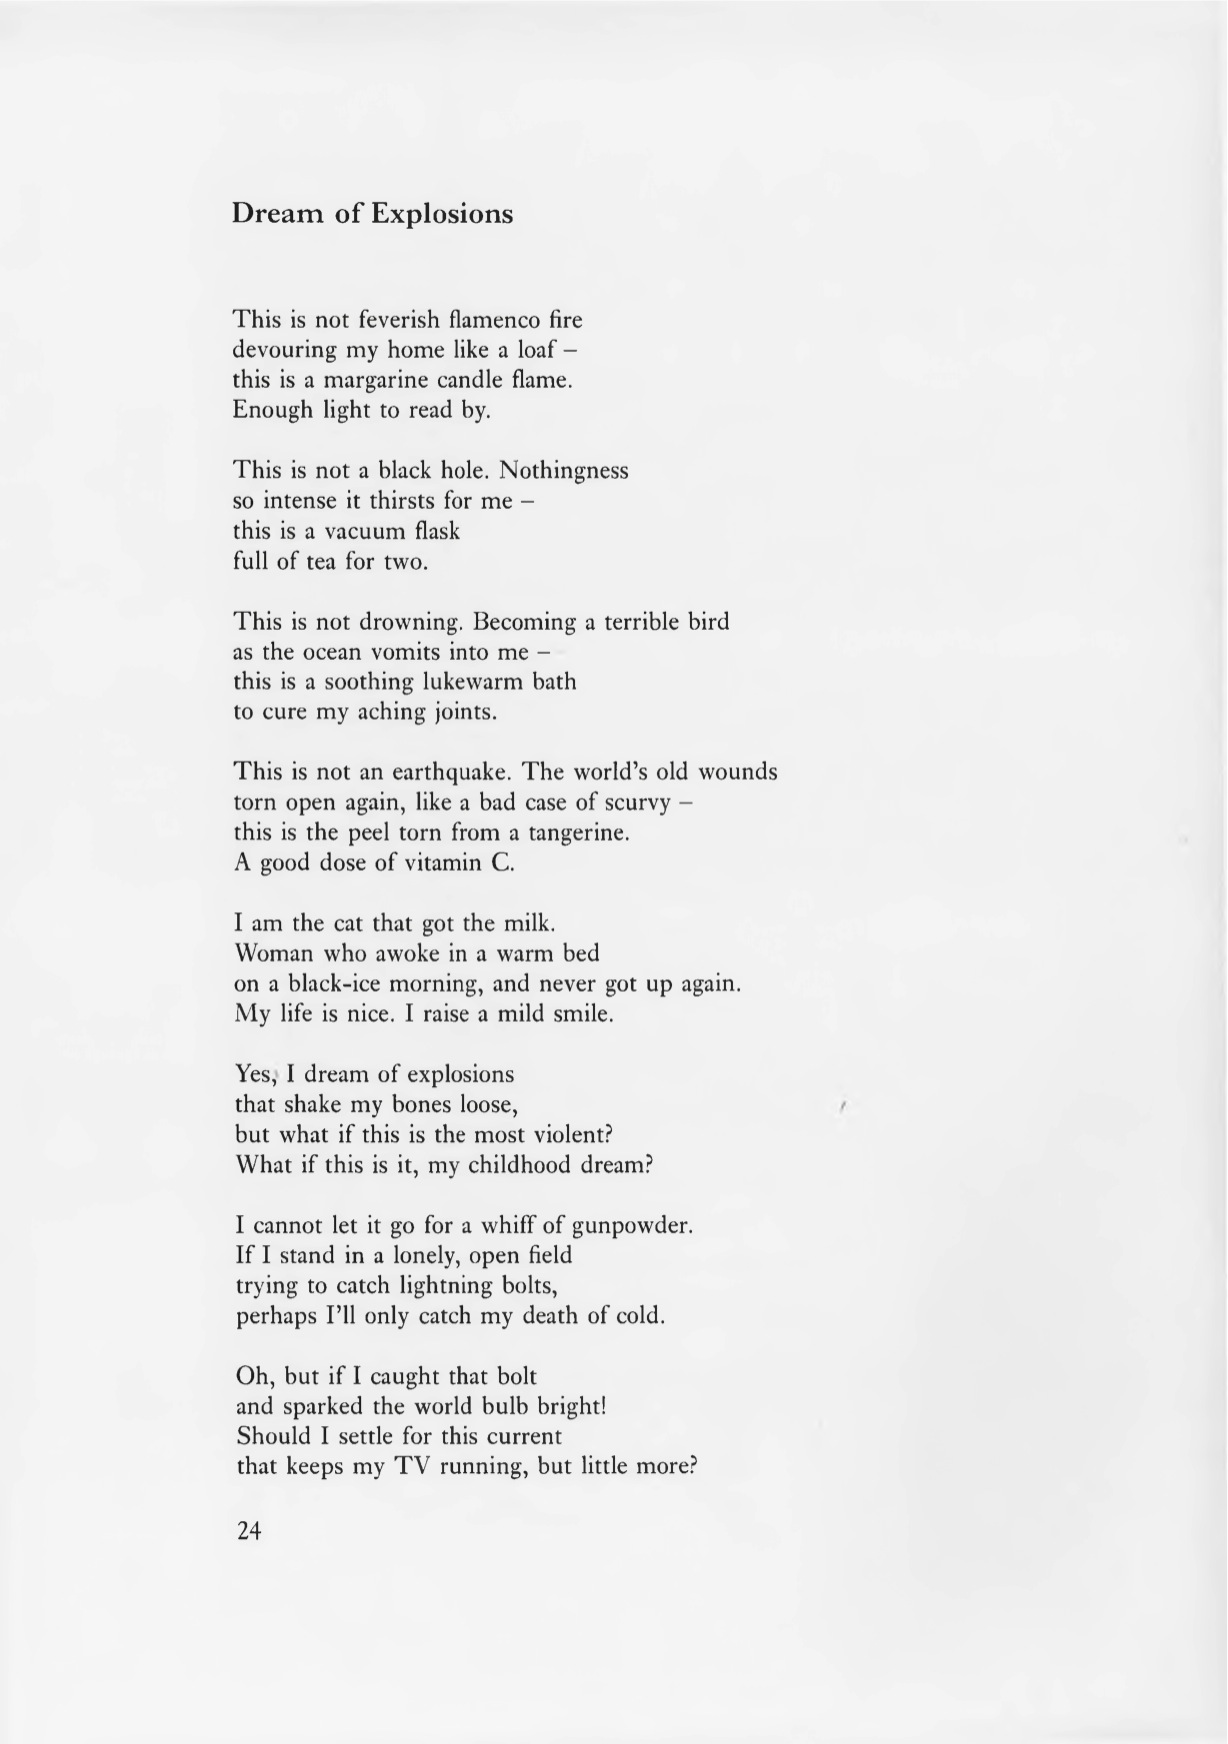 Dream of Explosions
This is not feverish flamenco fire
devouring my home like a loaf –
this is a margarine candle flame.
Enough light to read by.
This is not a black hole. Nothingness
so intense it thirsts for me –
this is a vacuum flask
full of tea for two.
This is not drowning. Becoming a terrible bird
as the ocean vomits into me –
this is a soothing lukewarm bath
to cure my aching joints.
This is not an earthquake. The world's old wounds
torn open again, like a bad case of scurvy –
this is the peel torn from a tangerine.
A good dose of vitamin C.
I am the cat that got the milk.
Woman who awoke in a warm bed
on a black-ice morning, and never got up again.
My life is nice. I raise a mild smile.
Yes, I dream of explosions
that shake my bones loose,
but what if this is the most violent?
What if this is it, my childhood dream?
I cannot let it go for a whiff of gunpowder.
If I stand in a lonely, open field
trying to catch lightning bolts,
perhaps I'll only catch my death of cold.
Oh, but if I caught that bolt
and sparked the world bulb bright!
Should I settle for this current
that keeps my TV running, but little more?
24